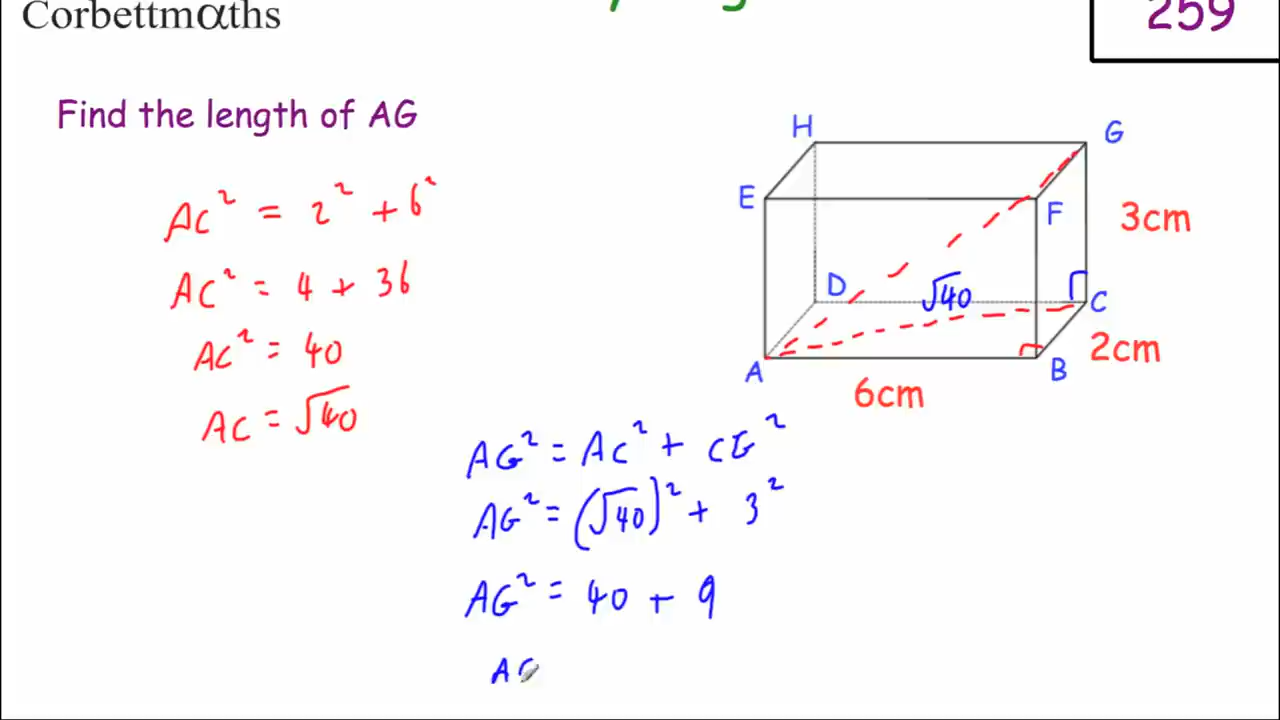 Corbettmαths
259
Find the length of AG
AC² = 2² + 6²
AC² = 4 + 36
AC² = 40
AC = √40
H
G
E
F
3cm
D
√40
C
2cm
A
B
6cm
AG² = AC² + CG²
AG² = (√40)² + 3²
AG² = 40 + 9
AG